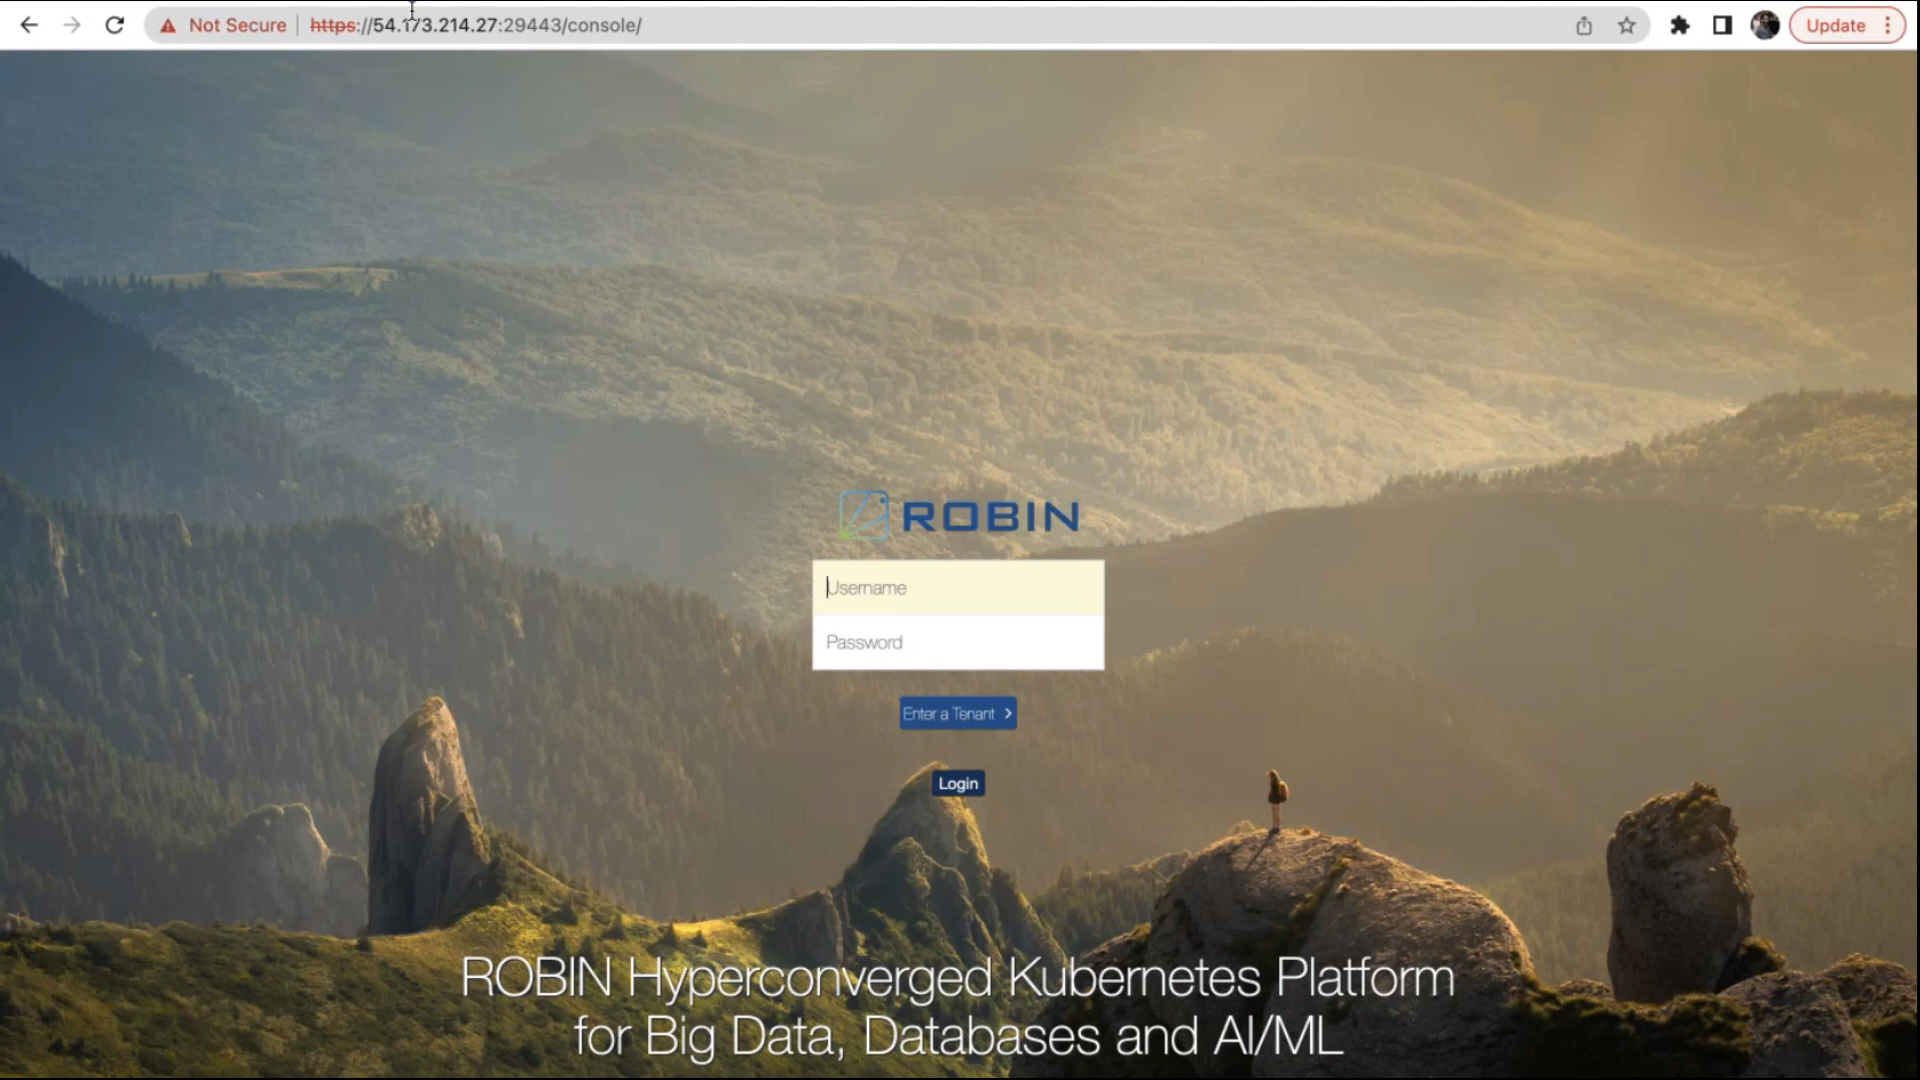 Not Secure
https://54.173.214.27:29443/console/
Update
ROBIN
Username
Password
Enter a Tenant
Login
ROBIN Hyperconverged Kubernetes Platform
for Big Data, Databases and AI/ML